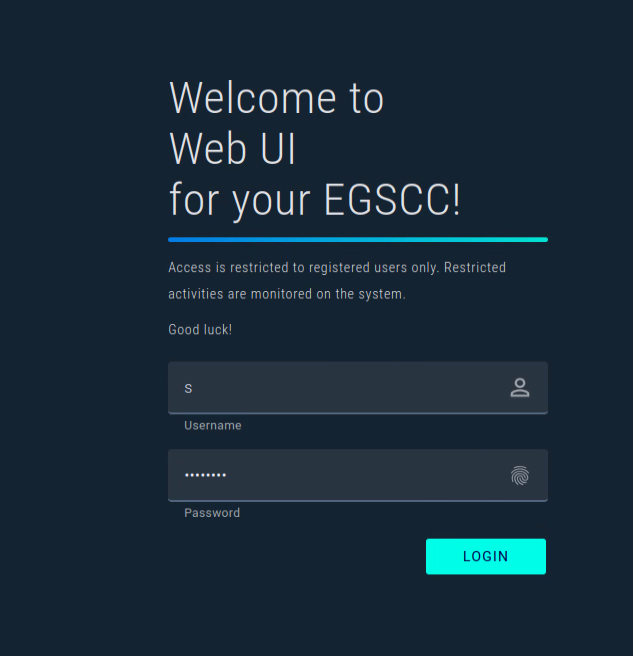 Welcome to
Web UI
for your EGSCC!
Access is restricted to registered users only. Restricted
activities are monitored on the system.
Good luck!
s
Username
••••••••
Password
LOGIN